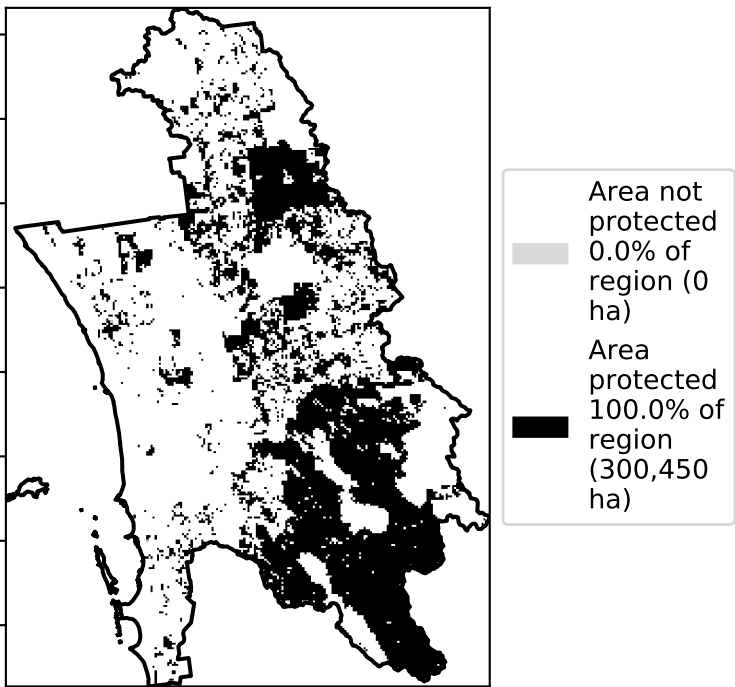 Area not
protected
0.0% of
region (0
ha)
Area
protected
100.0% of
region
(300,450
ha)